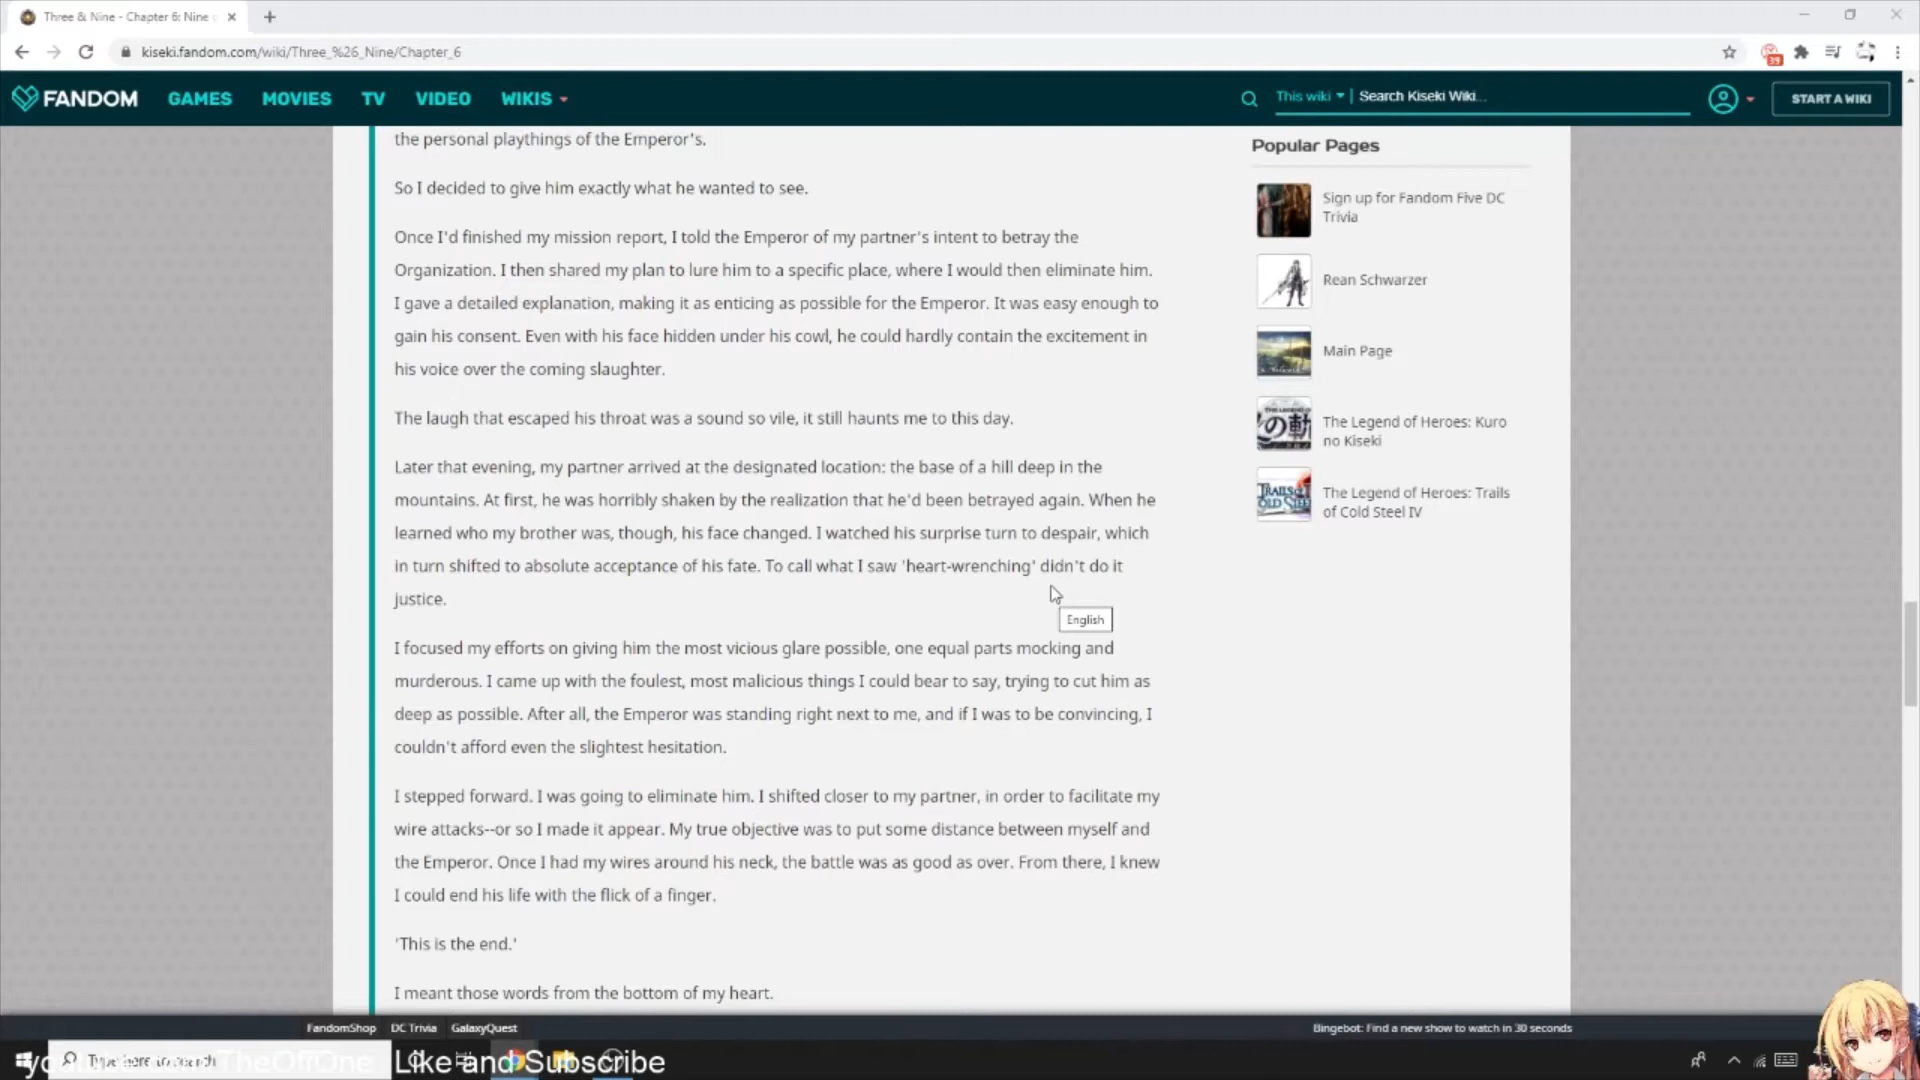 Three & Nine - Chapter 6: Nine
kiseki.fandom.com/wiki/Three_%26_Nine/Chapter_6
39
FANDOM GAMES MOVIES TV VIDEO WIKIS This wiki Search Kiseki Wiki... START A WIKI
the personal playthings of the Emperor's.
So I decided to give him exactly what he wanted to see.
Once I'd finished my mission report, I told the Emperor of my partner's intent to betray the
Organization. I then shared my plan to lure him to a specific place, where I would then eliminate him.
I gave a detailed explanation, making it as enticing as possible for the Emperor. It was easy enough to
gain his consent. Even with his face hidden under his cowl, he could hardly contain the excitement in
his voice over the coming slaughter.
The laugh that escaped his throat was a sound so vile, it still haunts me to this day.
Later that evening, my partner arrived at the designated location: the base of a hill deep in the
mountains. At first, he was horribly shaken by the realization that he'd been betrayed again. When he
learned who my brother was, though, his face changed. I watched his surprise turn to despair, which
in turn shifted to absolute acceptance of his fate. To call what I saw 'heart-wrenching' didn't do it
justice.
English
I focused my efforts on giving him the most vicious glare possible, one equal parts mocking and
murderous. I came up with the foulest, most malicious things I could bear to say, trying to cut him as
deep as possible. After all, the Emperor was standing right next to me, and if I was to be convincing, I
couldn't afford even the slightest hesitation.
I stepped forward. I was going to eliminate him. I shifted closer to my partner, in order to facilitate my
wire attacks--or so I made it appear. My true objective was to put some distance between myself and
the Emperor. Once I had my wires around his neck, the battle was as good as over. From there, I knew
I could end his life with the flick of a finger.
'This is the end.'
I meant those words from the bottom of my heart.
Popular Pages
Sign up for Fandom Five DC
Trivia
Rean Schwarzer
Main Page
The Legend of Heroes: Kuro
no Kiseki
The Legend of Heroes: Trails
of Cold Steel IV
FandomShop DC Trivia GalaxyQuest Bingebot: Find a new show to watch in 30 seconds
Type here to search
TheOffOne Like and Subscribe